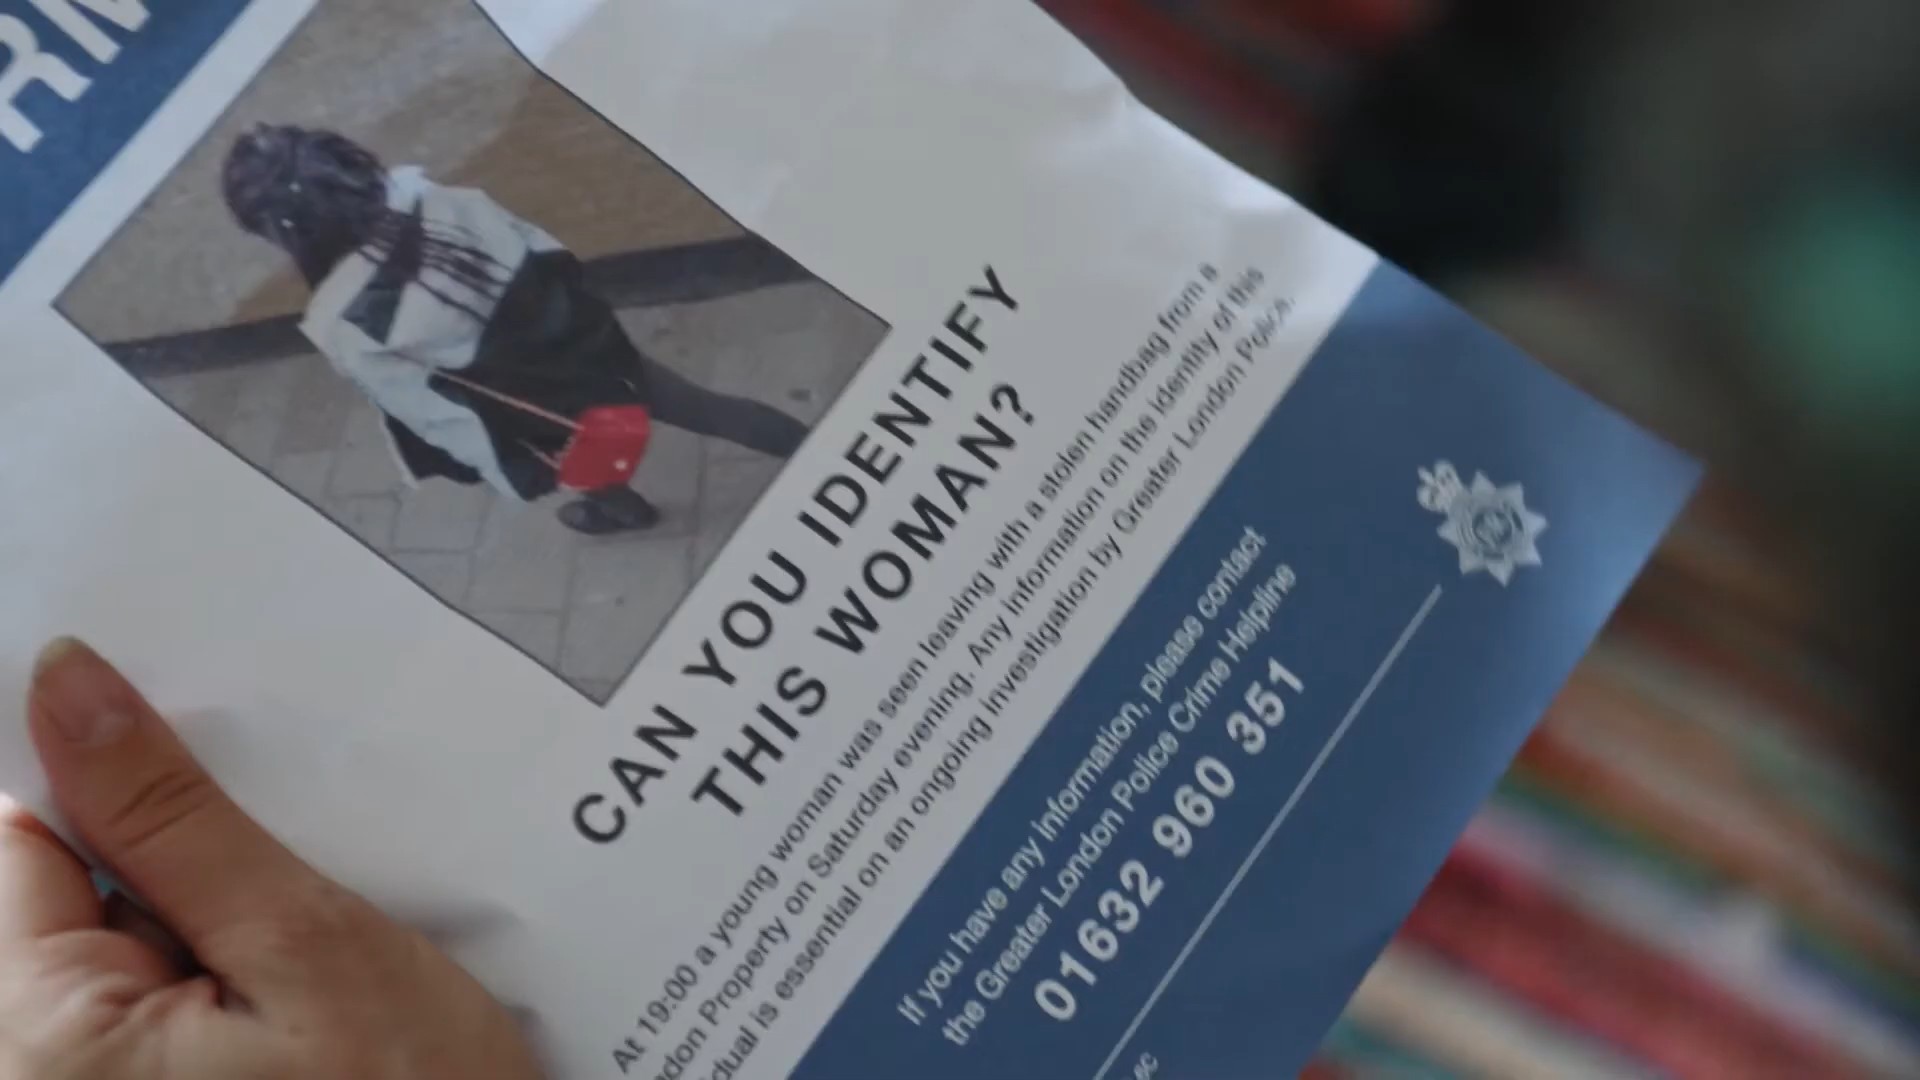 CAN YOU IDENTIFY
THIS WOMAN?
At 19:00 a young woman was seen leaving with a stolen handbag from a
Property on Saturday evening. Any information on the identity of this
is essential on an ongoing investigation by Greater London Police.
If you have any information, please contact
the Greater London Police Crime Helpline
01632 960 351